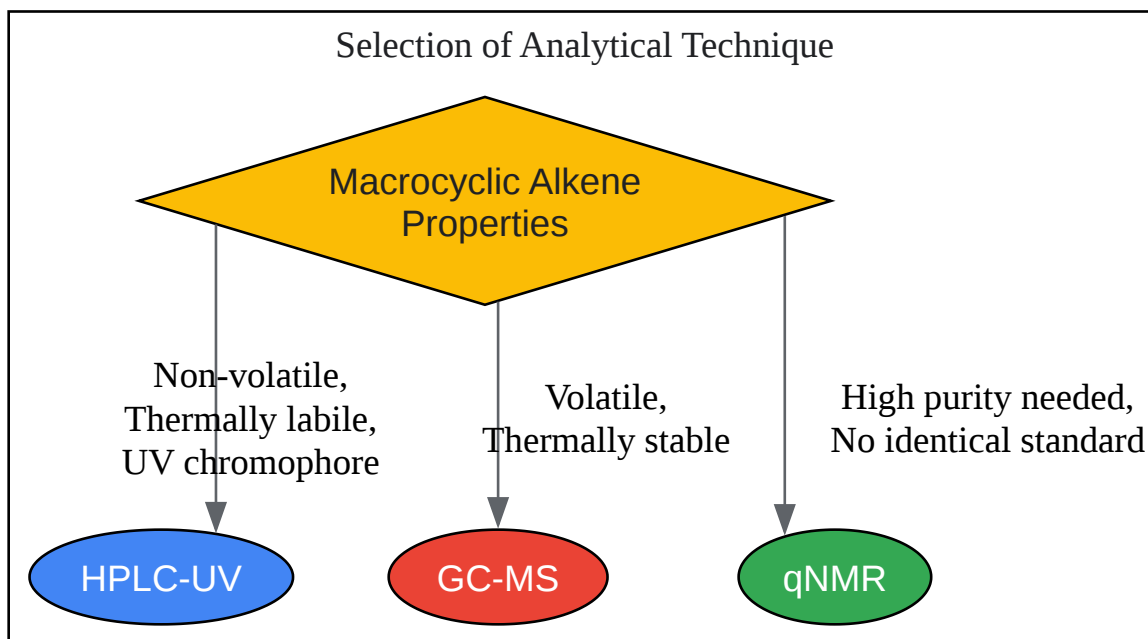 Selection of Analytical Technique
Macrocyclic Alkene
Properties
Non-volatile,
Thermally labile,
UV chromophore
Volatile,
Thermally stable
High purity needed,
No identical standard
HPLC-UV
GC-MS
qNMR